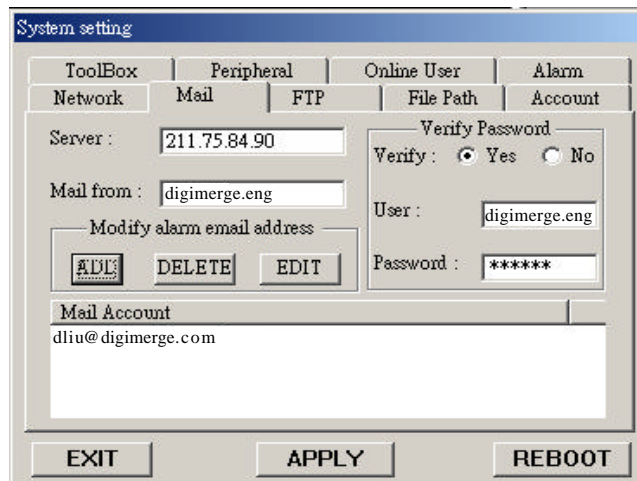 System setting
ToolBox Peripheral Online User Alarm
Network Mail FTP File Path Account
Server : 211.75.84.90
Mail from : digimerge.eng
Modify alarm email address
ADD DELETE EDIT
Verify Password
Verify : Yes No
User : digimerge.eng
Password : ******
Mail Account
dliu@digimerge.com
EXIT APPLY REBOOT